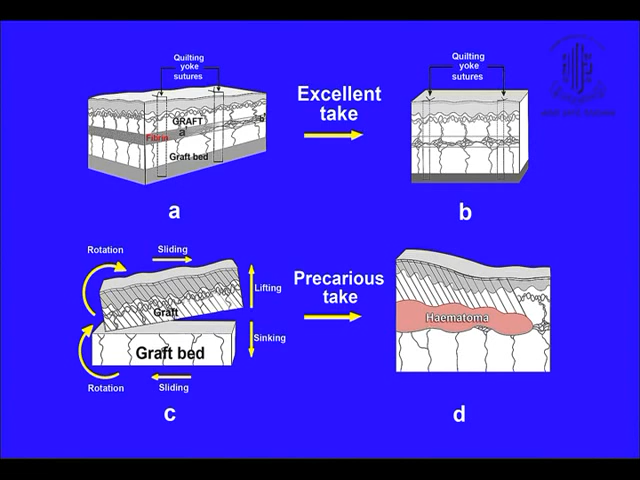 Quilting
yoke
sutures
Excellent
take
Quilting
yoke
sutures
GRAFT
a
b
Fibrin
Graft bed
a
b
Rotation
Sliding
Lifting
Graft
Sinking
Graft bed
Rotation
Sliding
Precarious
take
Haematoma
c
d